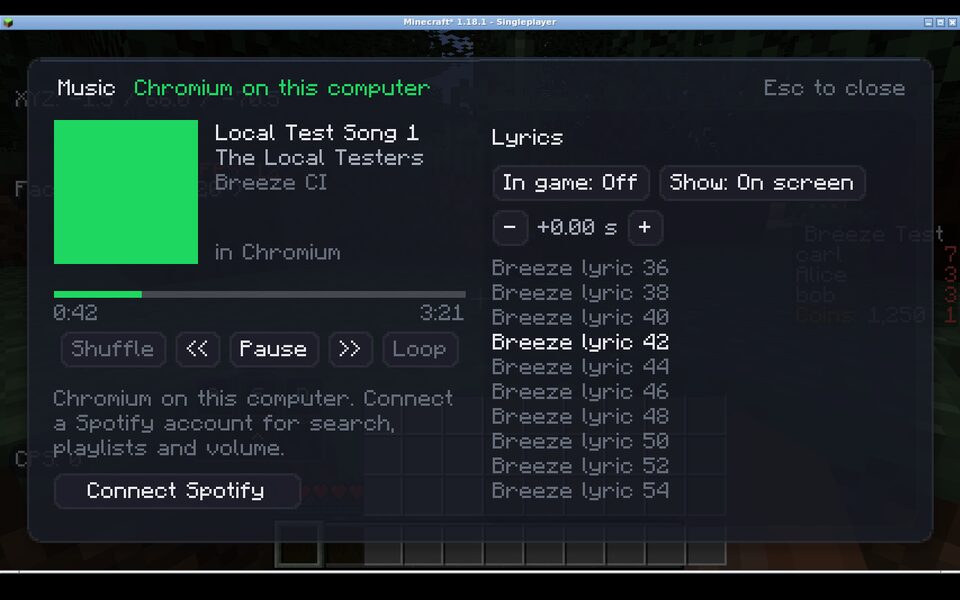 Minecraft* 1.18.1 - Singleplayer
Music Chromium on this computer
Esc to close
Local Test Song 1
The Local Testers
Breeze CI
in Chromium
0:42
3:21
Shuffle << Pause >> Loop
Chromium on this computer. Connect
a Spotify account for search,
playlists and volume.
Connect Spotify
Lyrics
In game: Off Show: On screen
- +0.00 s +
Breeze lyric 36
Breeze lyric 38
Breeze lyric 40
Breeze lyric 42
Breeze lyric 44
Breeze lyric 46
Breeze lyric 48
Breeze lyric 50
Breeze lyric 52
Breeze lyric 54
Breeze Test
carl 7
Alice 3
bob 3
Coins: 1,250 1